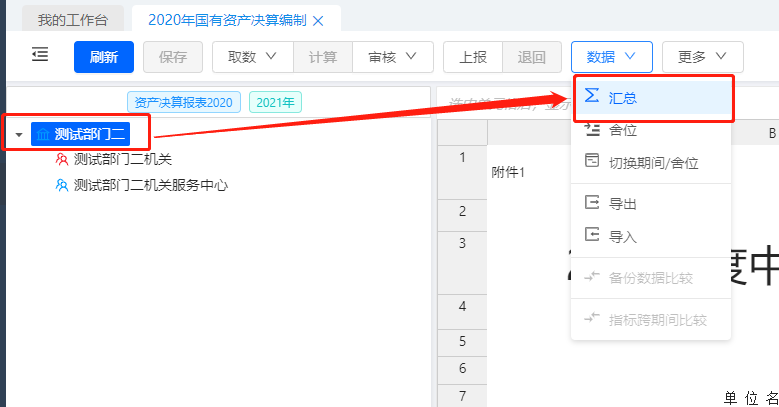 我的工作台 2020年国有资产决算编制
刷新 保存 取数 计算 审核 上报 退回 数据 更多
资产决算报表2020 2021年
测试部门二
测试部门二机关
测试部门二机关服务中心
汇总
舍位
切换期间/舍位
导出
导入
备份数据比较
指标跨期间比较
B
1 附件1
2
3 度中
4
5
6
7 单位名